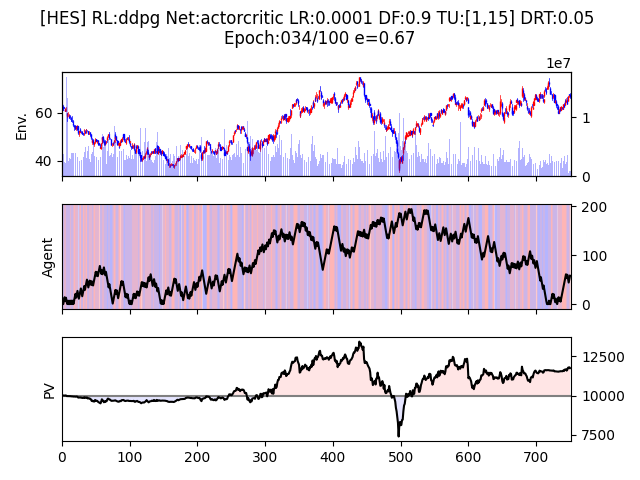 [HES] RL:ddpg Net:actorcritic LR:0.0001 DF:0.9 TU:[1,15] DRT:0.05
Epoch:034/100 e=0.67
1e7
Env.
60
40
1
0
Agent
200
100
0
PV
12500
10000
7500
0 100 200 300 400 500 600 700